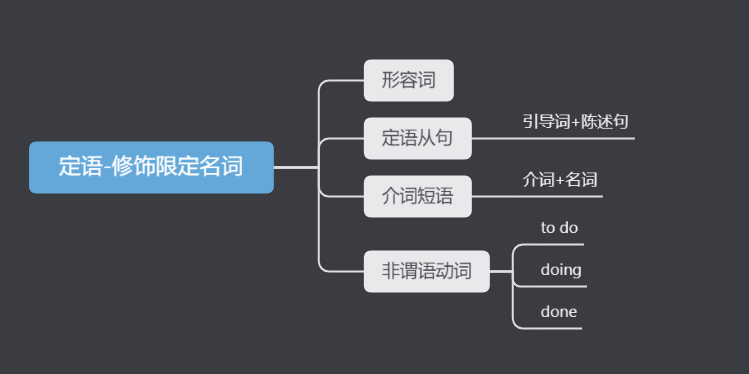 定语-修饰限定名词
形容词
定语从句
引导词+陈述句
介词短语
介词+名词
非谓语动词
to do
doing
done